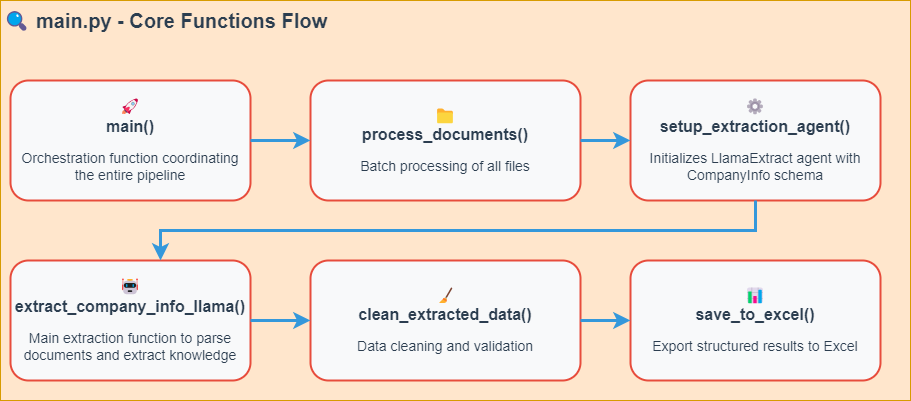 main.py - Core Functions Flow
main()
Orchestration function coordinating
the entire pipeline
process_documents()
Batch processing of all files
setup_extraction_agent()
Initializes LlamaExtract agent with
CompanyInfo schema
extract_company_info_llama()
Main extraction function to parse
documents and extract knowledge
clean_extracted_data()
Data cleaning and validation
save_to_excel()
Export structured results to Excel